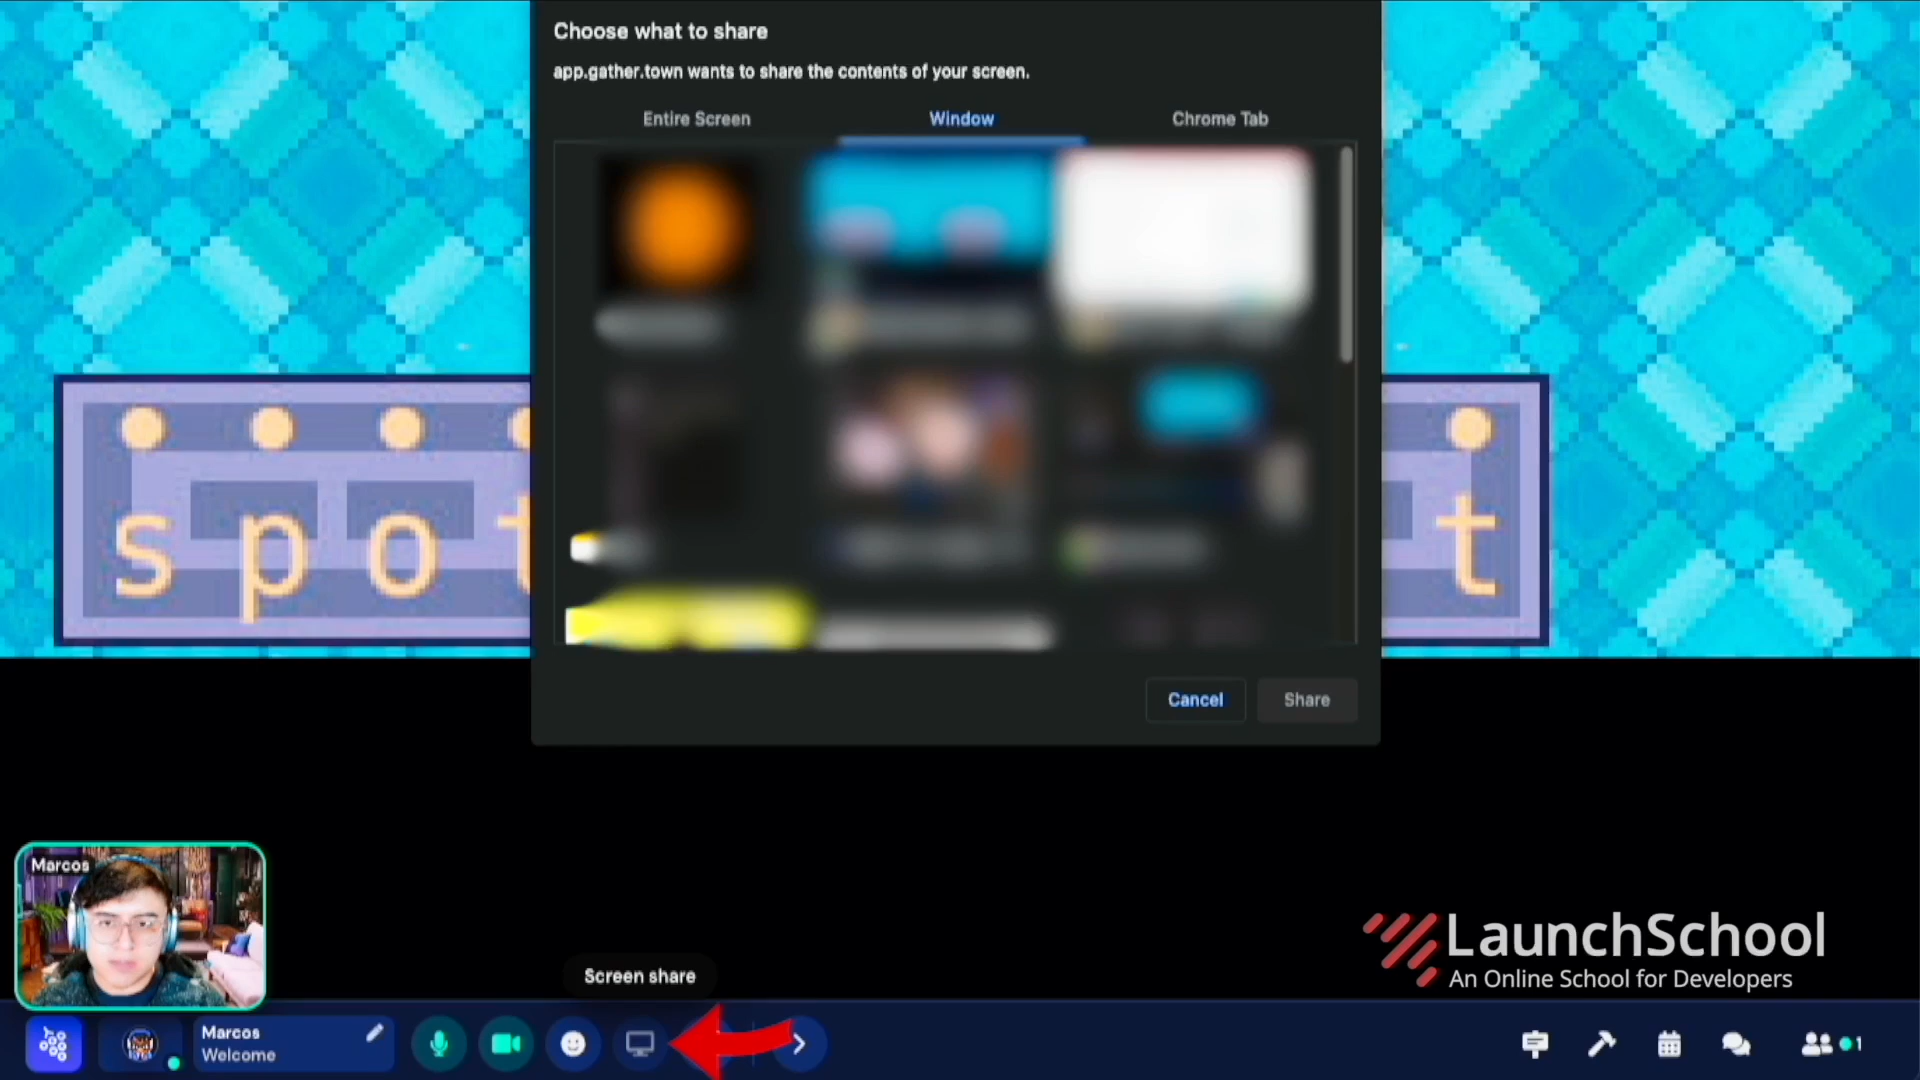 Choose what to share
app.gather.town wants to share the contents of your screen.
Entire Screen
Window
Chrome Tab
s p o t
t
Cancel
Share
Marcos
LaunchSchool
An Online School for Developers
Screen share
Marcos
Welcome
1